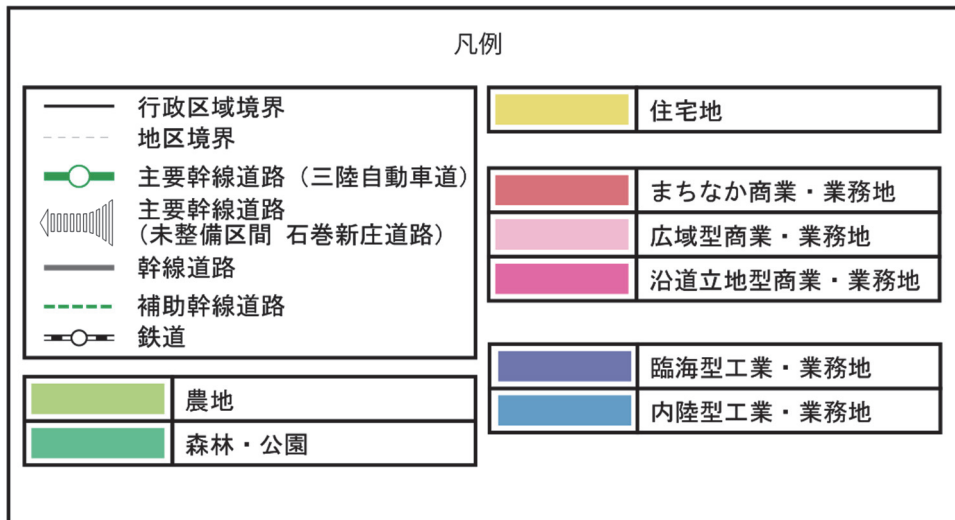 凡例
行政区域境界
地区境界
主要幹線道路（三陸自動車道）
主要幹線道路
（未整備区間 石巻新庄道路）
幹線道路
補助幹線道路
鉄道
農地
森林・公園
住宅地
まちなか商業・業務地
広域型商業・業務地
沿道立地型商業・業務地
臨海型工業・業務地
内陸型工業・業務地